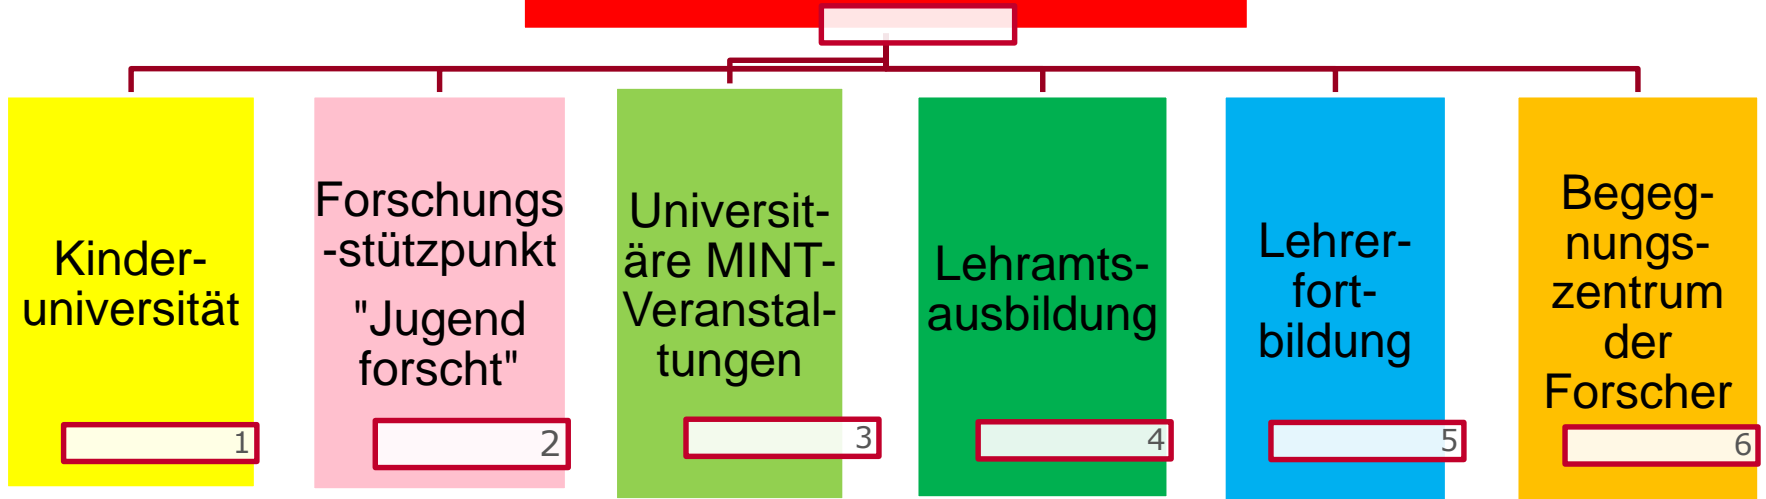 Kinder-
universität
1
Forschungs
-stützpunkt
"Jugend
forscht"
2
Universit-
äre MINT-
Veranstal-
tungen
3
Lehramts-
ausbildung
4
Lehrer-
fort-
bildung
5
Begeg-
nungs-
zentrum
der
Forscher
6